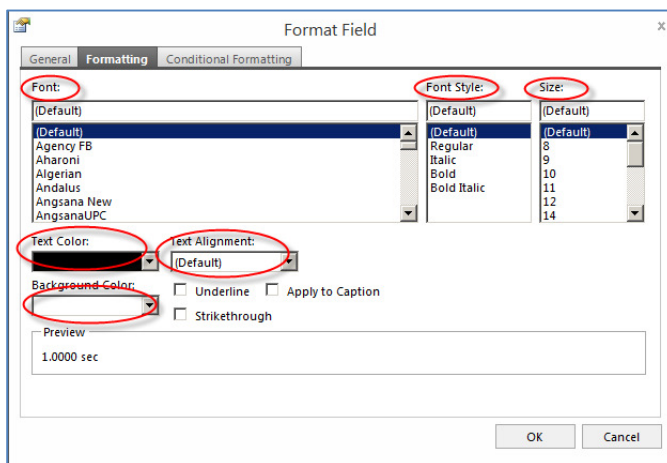 Format Field
x
General Formatting Conditional Formatting
Font: Font Style: Size:
(Default) (Default) (Default)
(Default) (Default) (Default)
Agency FB Regular 8
Aharoni Italic 9
Algerian Bold 10
Andalus Bold Italic 11
Angsana New 12
AngsanaUPC 14
Text Color: Text Alignment:
(Default)
Background Color:
Underline Apply to Caption
Strikethrough
Preview
1.0000 sec
OK Cancel